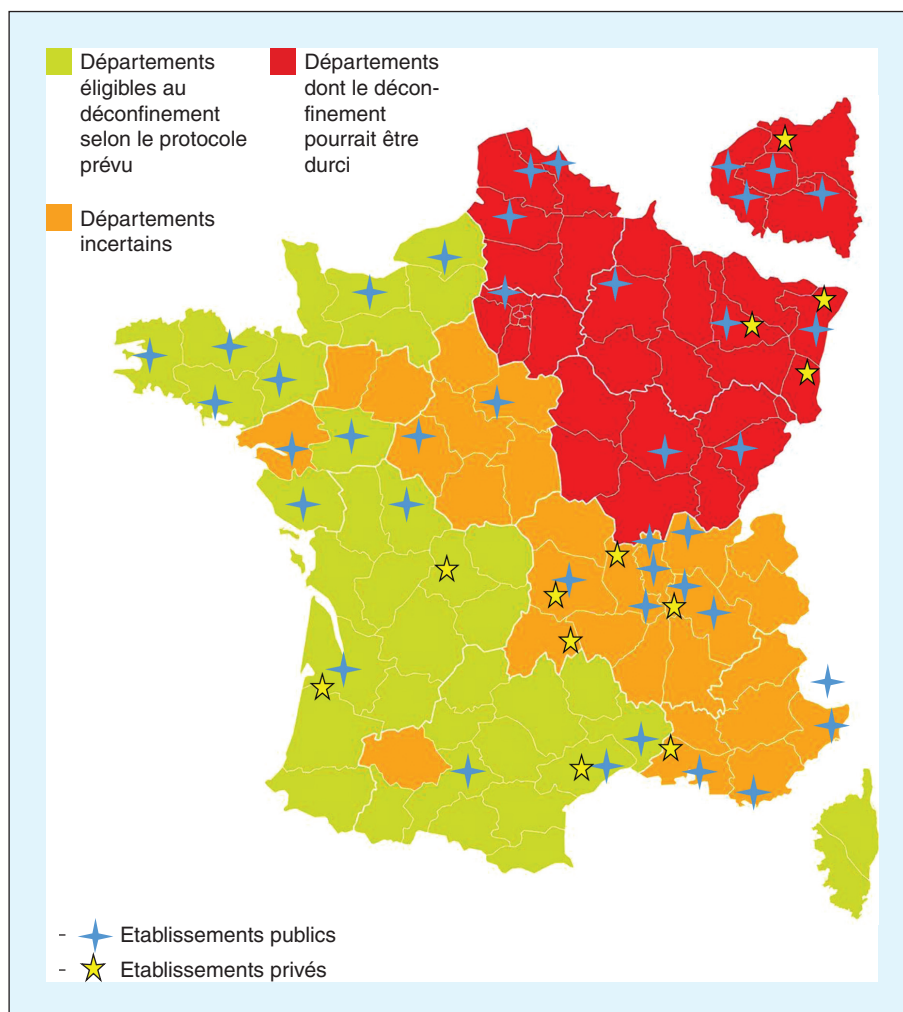 Départements
éligibles au
déconfinement
selon le protocole
prévu
Départements
dont le décon-
finement
pourrait être
durci
Départements
incertains
- Etablissements publics
- Etablissements privés